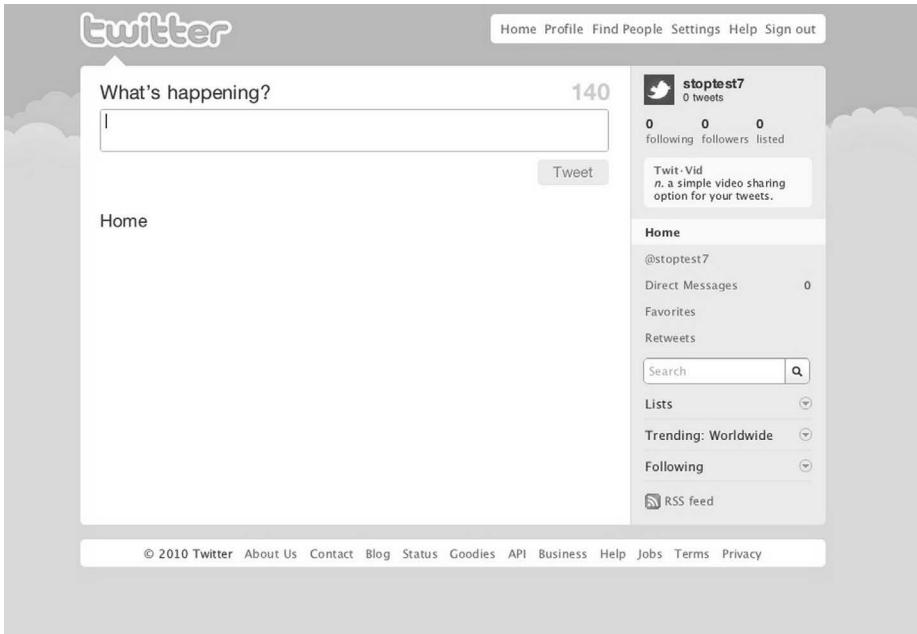 twitter
Home Profile Find People Settings Help Sign out
What's happening? 140
Tweet
Home
stoptest7
0 tweets
0 0 0
following followers listed
Twit·Vid
n. a simple video sharing
option for your tweets.
Home
@stoptest7
Direct Messages 0
Favorites
Retweets
Search
Lists
Trending: Worldwide
Following
RSS feed
© 2010 Twitter About Us Contact Blog Status Goodies API Business Help Jobs Terms Privacy